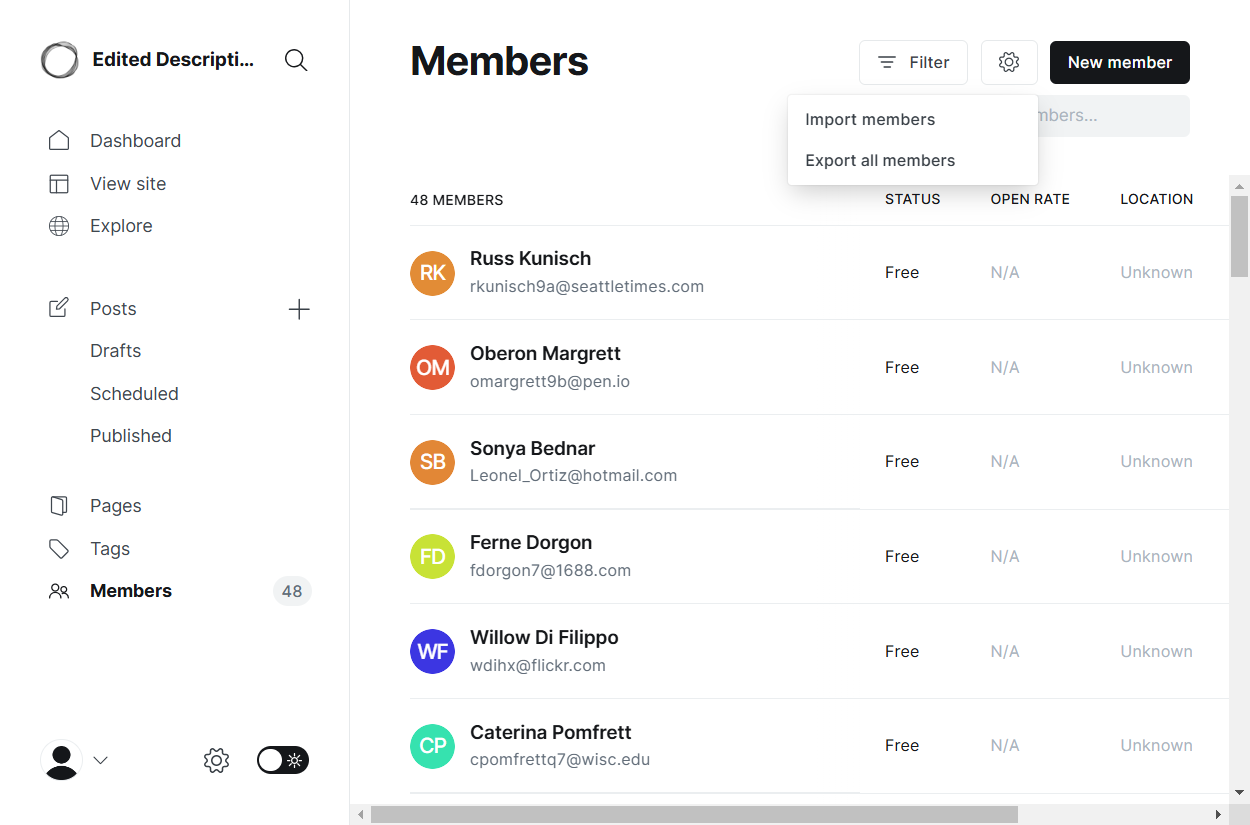 Edited Descripti...
Dashboard
View site
Explore
Posts
Drafts
Scheduled
Published
Pages
Tags
Members 48
Members
Filter
New member
Import members
Export all members
48 MEMBERS STATUS OPEN RATE LOCATION
RK Russ Kunisch
rkunisch9a@seattletimes.com
Free N/A Unknown
OM Oberon Margrett
omargrett9b@pen.io
Free N/A Unknown
SB Sonya Bednar
Leonel_Ortiz@hotmail.com
Free N/A Unknown
FD Ferne Dorgon
fdorgon7@1688.com
Free N/A Unknown
WF Willow Di Filippo
wdihx@flickr.com
Free N/A Unknown
CP Caterina Pomfrett
cpomfrettq7@wisc.edu
Free N/A Unknown